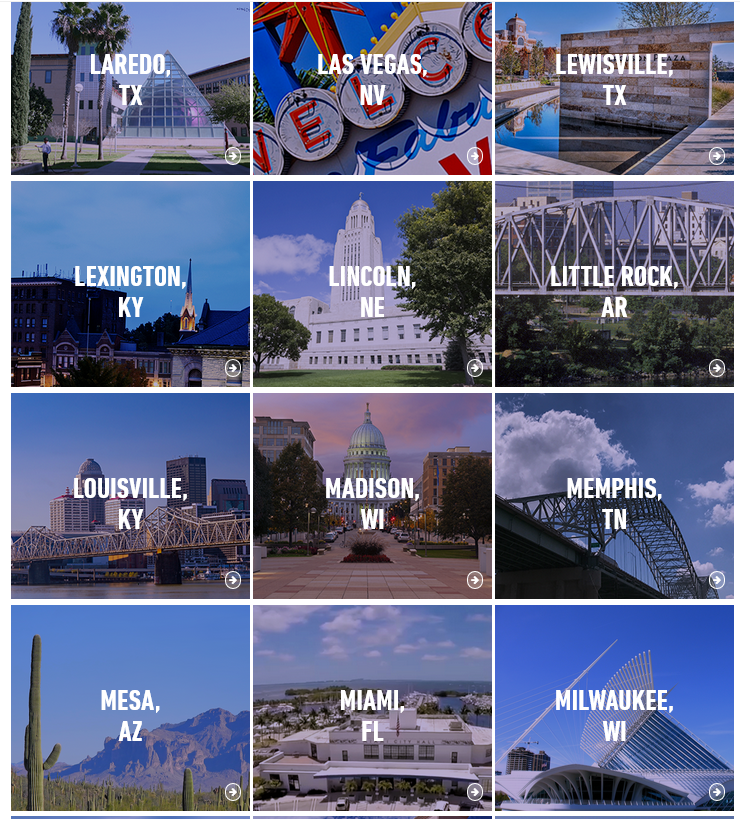 LAREDO,
TX
LAS VEGAS,
NV
LEWISVILLE,
TX
LEXINGTON,
KY
LINCOLN,
NE
LITTLE ROCK,
AR
LOUISVILLE,
KY
MADISON,
WI
MEMPHIS,
TN
MESA,
AZ
MIAMI,
FL
MILWAUKEE,
WI